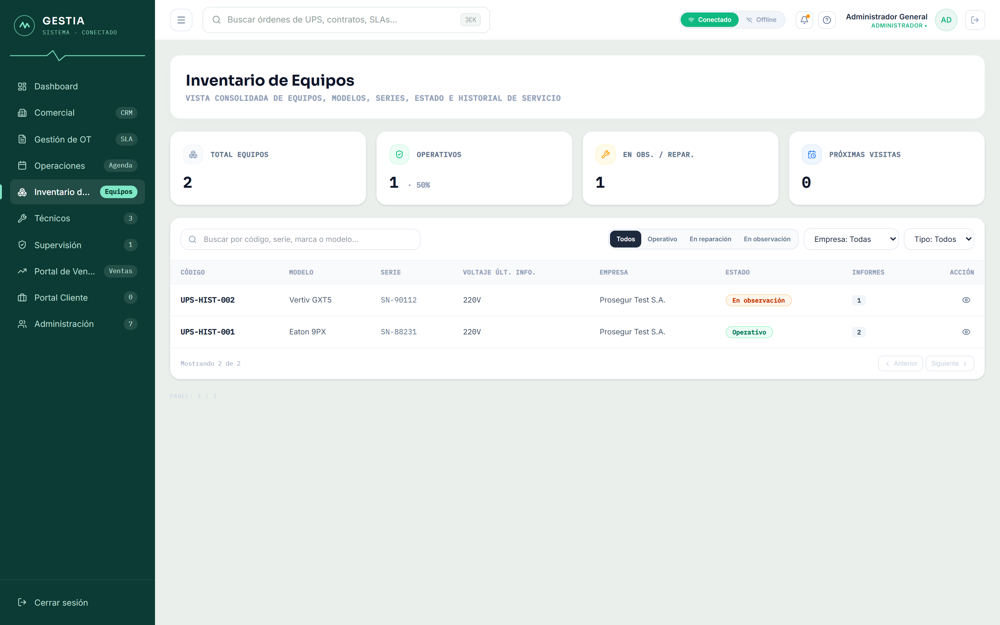 GESTIA
SISTEMA · CONECTADO
Dashboard
Comercial CRM
Gestión de OT SLA
Operaciones Agenda
Inventario d... Equipos
Técnicos 3
Supervisión 1
Portal de Ven... Ventas
Portal Cliente 0
Administración 7
Cerrar sesión
Buscar órdenes de UPS, contratos, SLAs... ⌘K
Conectado Offline
Administrador General
ADMINISTRADOR •
AD
Inventario de Equipos
VISTA CONSOLIDADA DE EQUIPOS, MODELOS, SERIES, ESTADO E HISTORIAL DE SERVICIO
TOTAL EQUIPOS
2
OPERATIVOS
1 · 50%
EN OBS. / REPAR.
1
PRÓXIMAS VISITAS
0
Buscar por código, serie, marca o modelo...
Todos Operativo En reparación En observación
Empresa: Todas
Tipo: Todos
CÓDIGO MODELO SERIE VOLTAJE ÚLT. INFO. EMPRESA ESTADO INFORMES ACCIÓN
UPS-HIST-002 Vertiv GXT5 SN-90112 220V Prosegur Test S.A. En observación 1
UPS-HIST-001 Eaton 9PX SN-88231 220V Prosegur Test S.A. Operativo 2
Mostrando 2 de 2
Anterior Siguiente
PANEL: 1 / 1